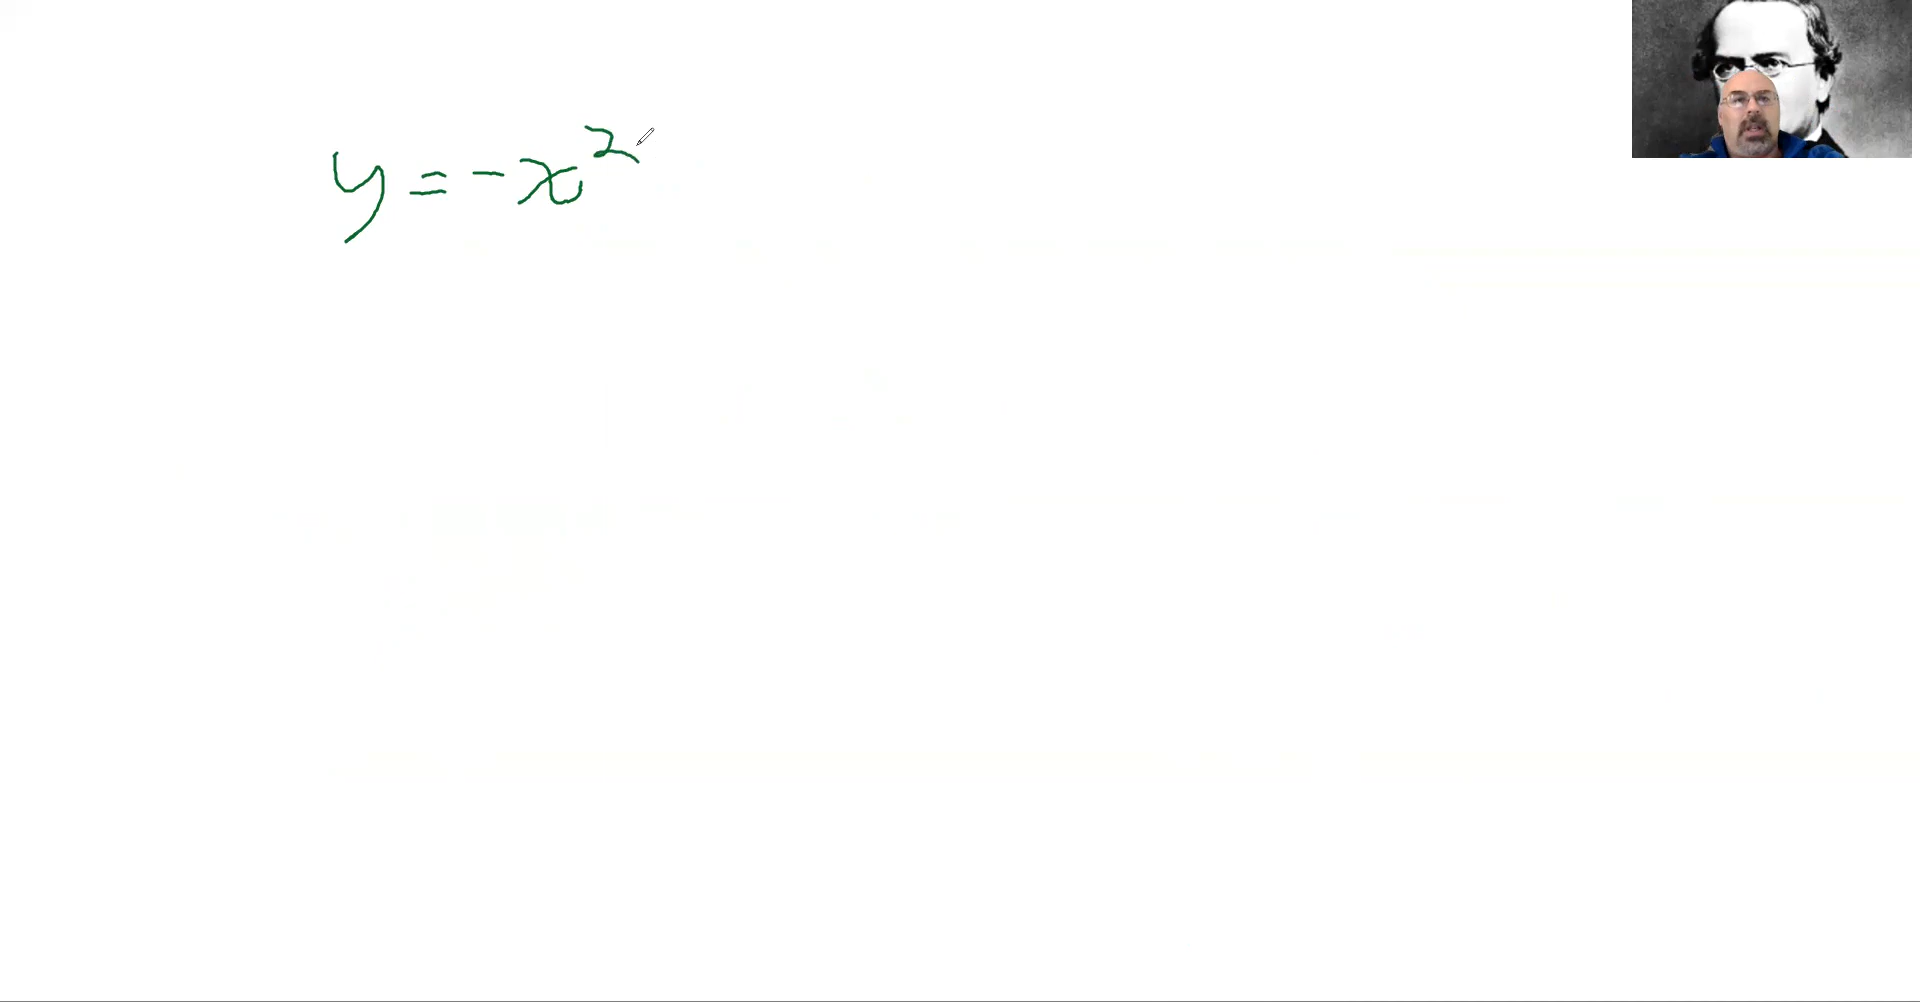 y = -x²